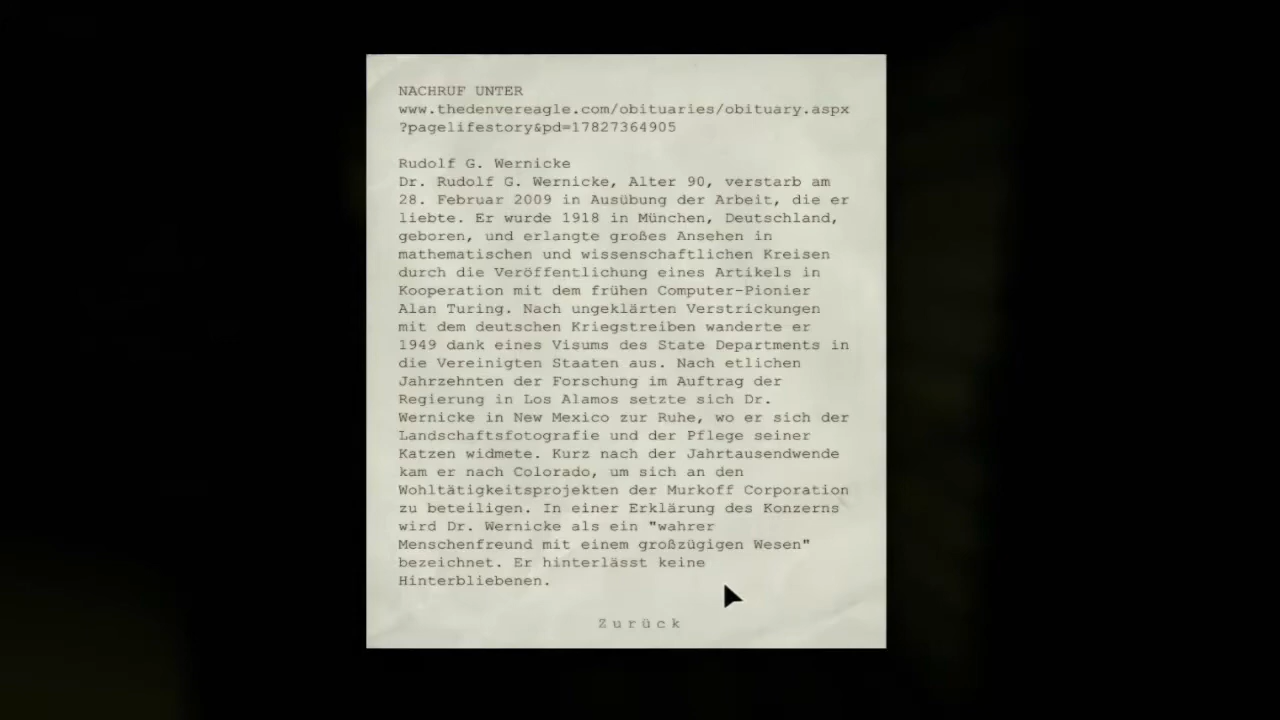 NACHRUF UNTER
www.thedenvereagle.com/obituaries/obituary.aspx
?pagelifestory&pd=17827364905
Rudolf G. Wernicke
Dr. Rudolf G. Wernicke, Alter 90, verstarb am
28. Februar 2009 in Ausübung der Arbeit, die er
liebte. Er wurde 1918 in München, Deutschland,
geboren, und erlangte großes Ansehen in
mathematischen und wissenschaftlichen Kreisen
durch die Veröffentlichung eines Artikels in
Kooperation mit dem frühen Computer-Pionier
Alan Turing. Nach ungeklärten Verstrickungen
mit dem deutschen Kriegstreiben wanderte er
1949 dank eines Visums des State Departments in
die Vereinigten Staaten aus. Nach etlichen
Jahrzehnten der Forschung im Auftrag der
Regierung in Los Alamos setzte sich Dr.
Wernicke in New Mexico zur Ruhe, wo er sich der
Landschaftsfotografie und der Pflege seiner
Katzen widmete. Kurz nach der Jahrtausendwende
kam er nach Colorado, um sich an den
Wohltätigkeitsprojekten der Murkoff Corporation
zu beteiligen. In einer Erklärung des Konzerns
wird Dr. Wernicke als ein "wahrer
Menschenfreund mit einem großzügigen Wesen"
bezeichnet. Er hinterlässt keine
Hinterbliebenen.
Zurück